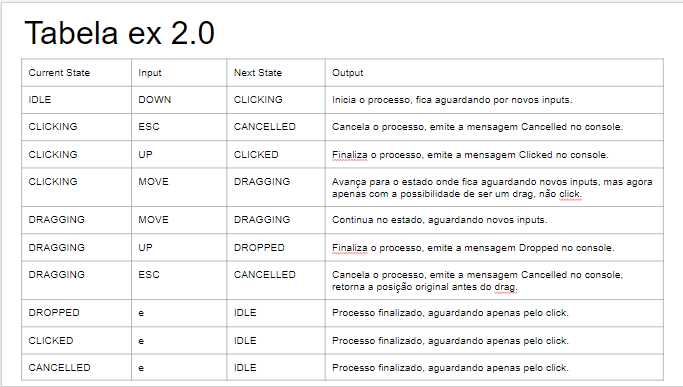 Tabela ex 2.0
Current State Input Next State Output
IDLE DOWN CLICKING Inicia o processo, fica aguardando por novos inputs.
CLICKING ESC CANCELLED Cancela o processo, emite a mensagem Cancelled no console.
CLICKING UP CLICKED Finaliza o processo, emite a mensagem Clicked no console.
CLICKING MOVE DRAGGING Avança para o estado onde fica aguardando novos inputs, mas agora
apenas com a possibilidade de ser um drag, não click.
DRAGGING MOVE DRAGGING Continua no estado, aguardando novos inputs.
DRAGGING UP DROPPED Finaliza o processo, emite a mensagem Dropped no console.
DRAGGING ESC CANCELLED Cancela o processo, emite a mensagem Cancelled no console,
retorna a posição original antes do drag.
DROPPED e IDLE Processo finalizado, aguardando apenas pelo click.
CLICKED e IDLE Processo finalizado, aguardando apenas pelo click.
CANCELLED e IDLE Processo finalizado, aguardando apenas pelo click.